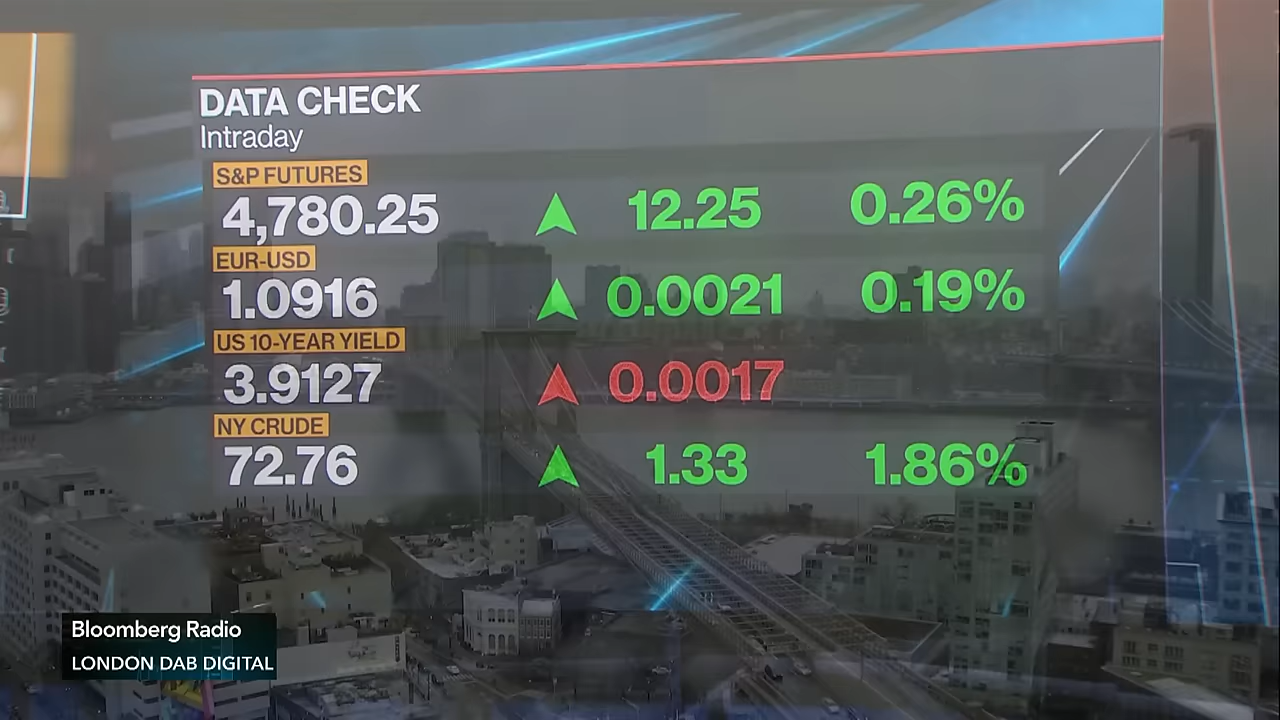 DATA CHECK
Intraday
S&P FUTURES
4,780.25 12.25 0.26%
EUR-USD
1.0916 0.0021 0.19%
US 10-YEAR YIELD
3.9127 0.0017
NY CRUDE
72.76 1.33 1.86%
Bloomberg Radio
LONDON DAB DIGITAL